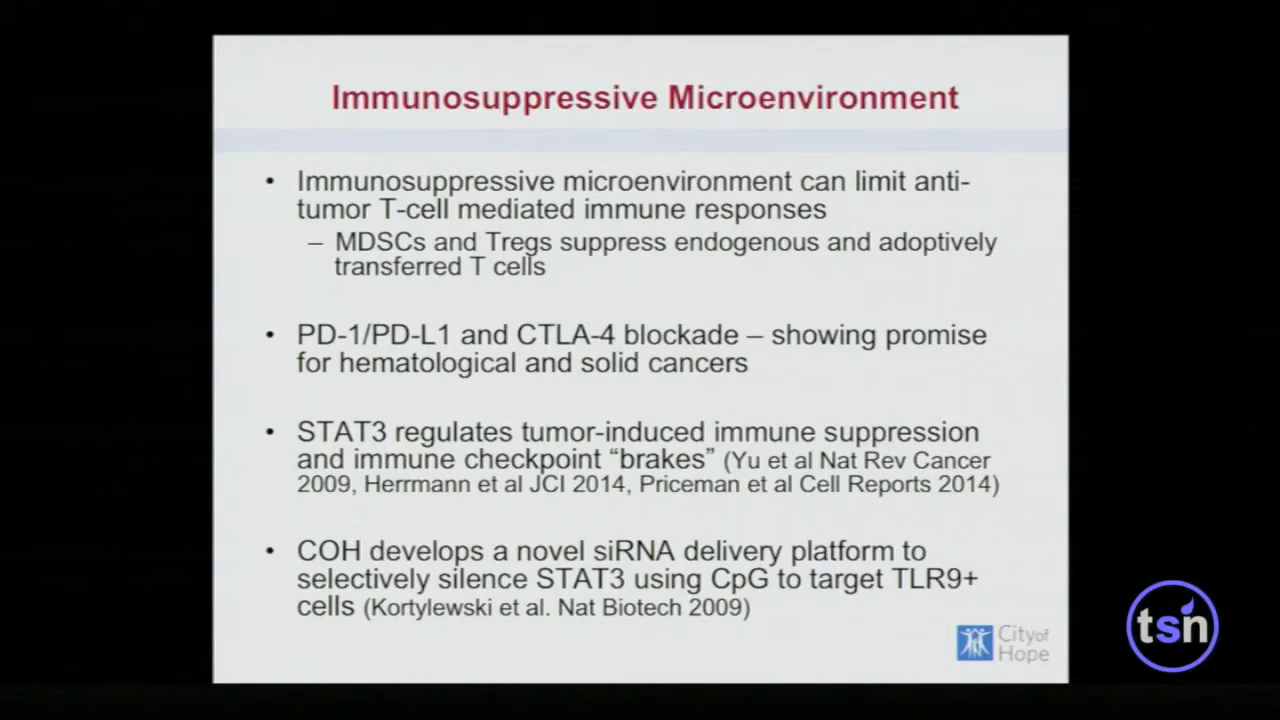 Immunosuppressive Microenvironment
• Immunosuppressive microenvironment can limit anti-
tumor T-cell mediated immune responses
– MDSCs and Tregs suppress endogenous and adoptively
transferred T cells
• PD-1/PD-L1 and CTLA-4 blockade – showing promise
for hematological and solid cancers
• STAT3 regulates tumor-induced immune suppression
and immune checkpoint “brakes” (Yu et al Nat Rev Cancer
2009, Herrmann et al JCI 2014, Priceman et al Cell Reports 2014)
• COH develops a novel siRNA delivery platform to
selectively silence STAT3 using CpG to target TLR9+
cells (Kortylewski et al. Nat Biotech 2009)
City of
Hope
tsn